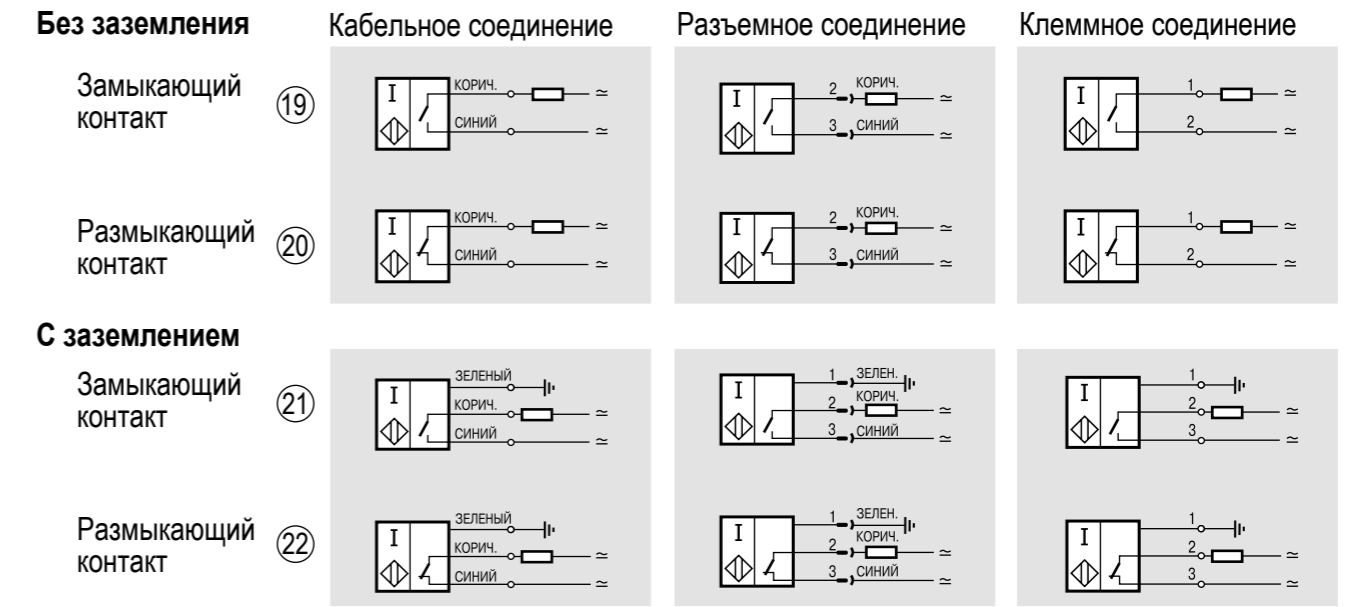 Без заземления
Кабельное соединение
Разъемное соединение
Клеммное соединение
Замыкающий
контакт
19
I
КОРИЧ.
≃
СИНИЙ
≃
I
2
КОРИЧ.
≃
3
СИНИЙ
≃
I
1
≃
2
≃
Размыкающий
контакт
20
I
КОРИЧ.
≃
СИНИЙ
≃
I
2
КОРИЧ.
≃
3
СИНИЙ
≃
I
1
≃
2
≃
С заземлением
Замыкающий
контакт
21
I
ЗЕЛЕНЫЙ
КОРИЧ.
≃
СИНИЙ
≃
I
1
ЗЕЛЕН.
2
КОРИЧ.
≃
3
СИНИЙ
≃
I
1
2
≃
3
≃
Размыкающий
контакт
22
I
ЗЕЛЕНЫЙ
КОРИЧ.
≃
СИНИЙ
≃
I
1
ЗЕЛЕН.
2
КОРИЧ.
≃
3
СИНИЙ
≃
I
1
2
≃
3
≃